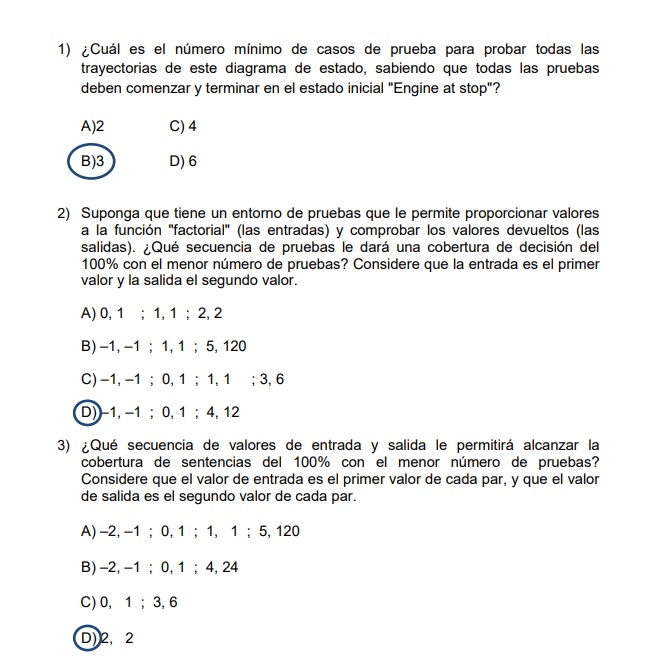 1) ¿Cuál es el número mínimo de casos de prueba para probar todas las
trayectorias de este diagrama de estado, sabiendo que todas las pruebas
deben comenzar y terminar en el estado inicial "Engine at stop"?
A)2 C) 4
B)3 D) 6
2) Suponga que tiene un entorno de pruebas que le permite proporcionar valores
a la función "factorial" (las entradas) y comprobar los valores devueltos (las
salidas). ¿Qué secuencia de pruebas le dará una cobertura de decisión del
100% con el menor número de pruebas? Considere que la entrada es el primer
valor y la salida el segundo valor.
A) 0, 1 ; 1, 1 ; 2, 2
B) –1, –1 ; 1, 1 ; 5, 120
C) –1, –1 ; 0, 1 ; 1, 1 ; 3, 6
D) –1, –1 ; 0, 1 ; 4, 12
3) ¿Qué secuencia de valores de entrada y salida le permitirá alcanzar la
cobertura de sentencias del 100% con el menor número de pruebas?
Considere que el valor de entrada es el primer valor de cada par, y que el valor
de salida es el segundo valor de cada par.
A) –2, –1 ; 0, 1 ; 1, 1 ; 5, 120
B) –2, –1 ; 0, 1 ; 4, 24
C) 0, 1 ; 3, 6
D) 2, 2